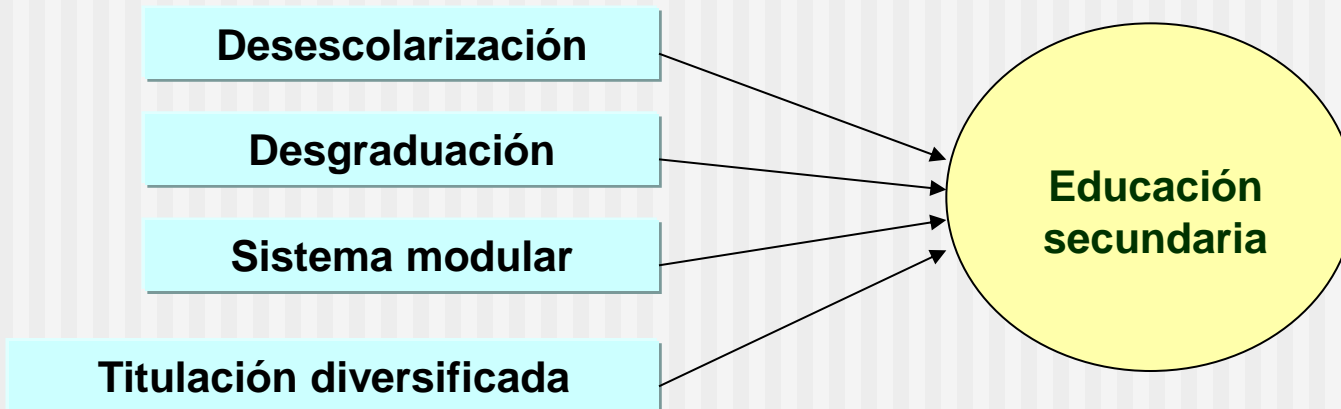 Desescolarización
Desgraduación
Sistema modular
Titulación diversificada
Educación
secundaria